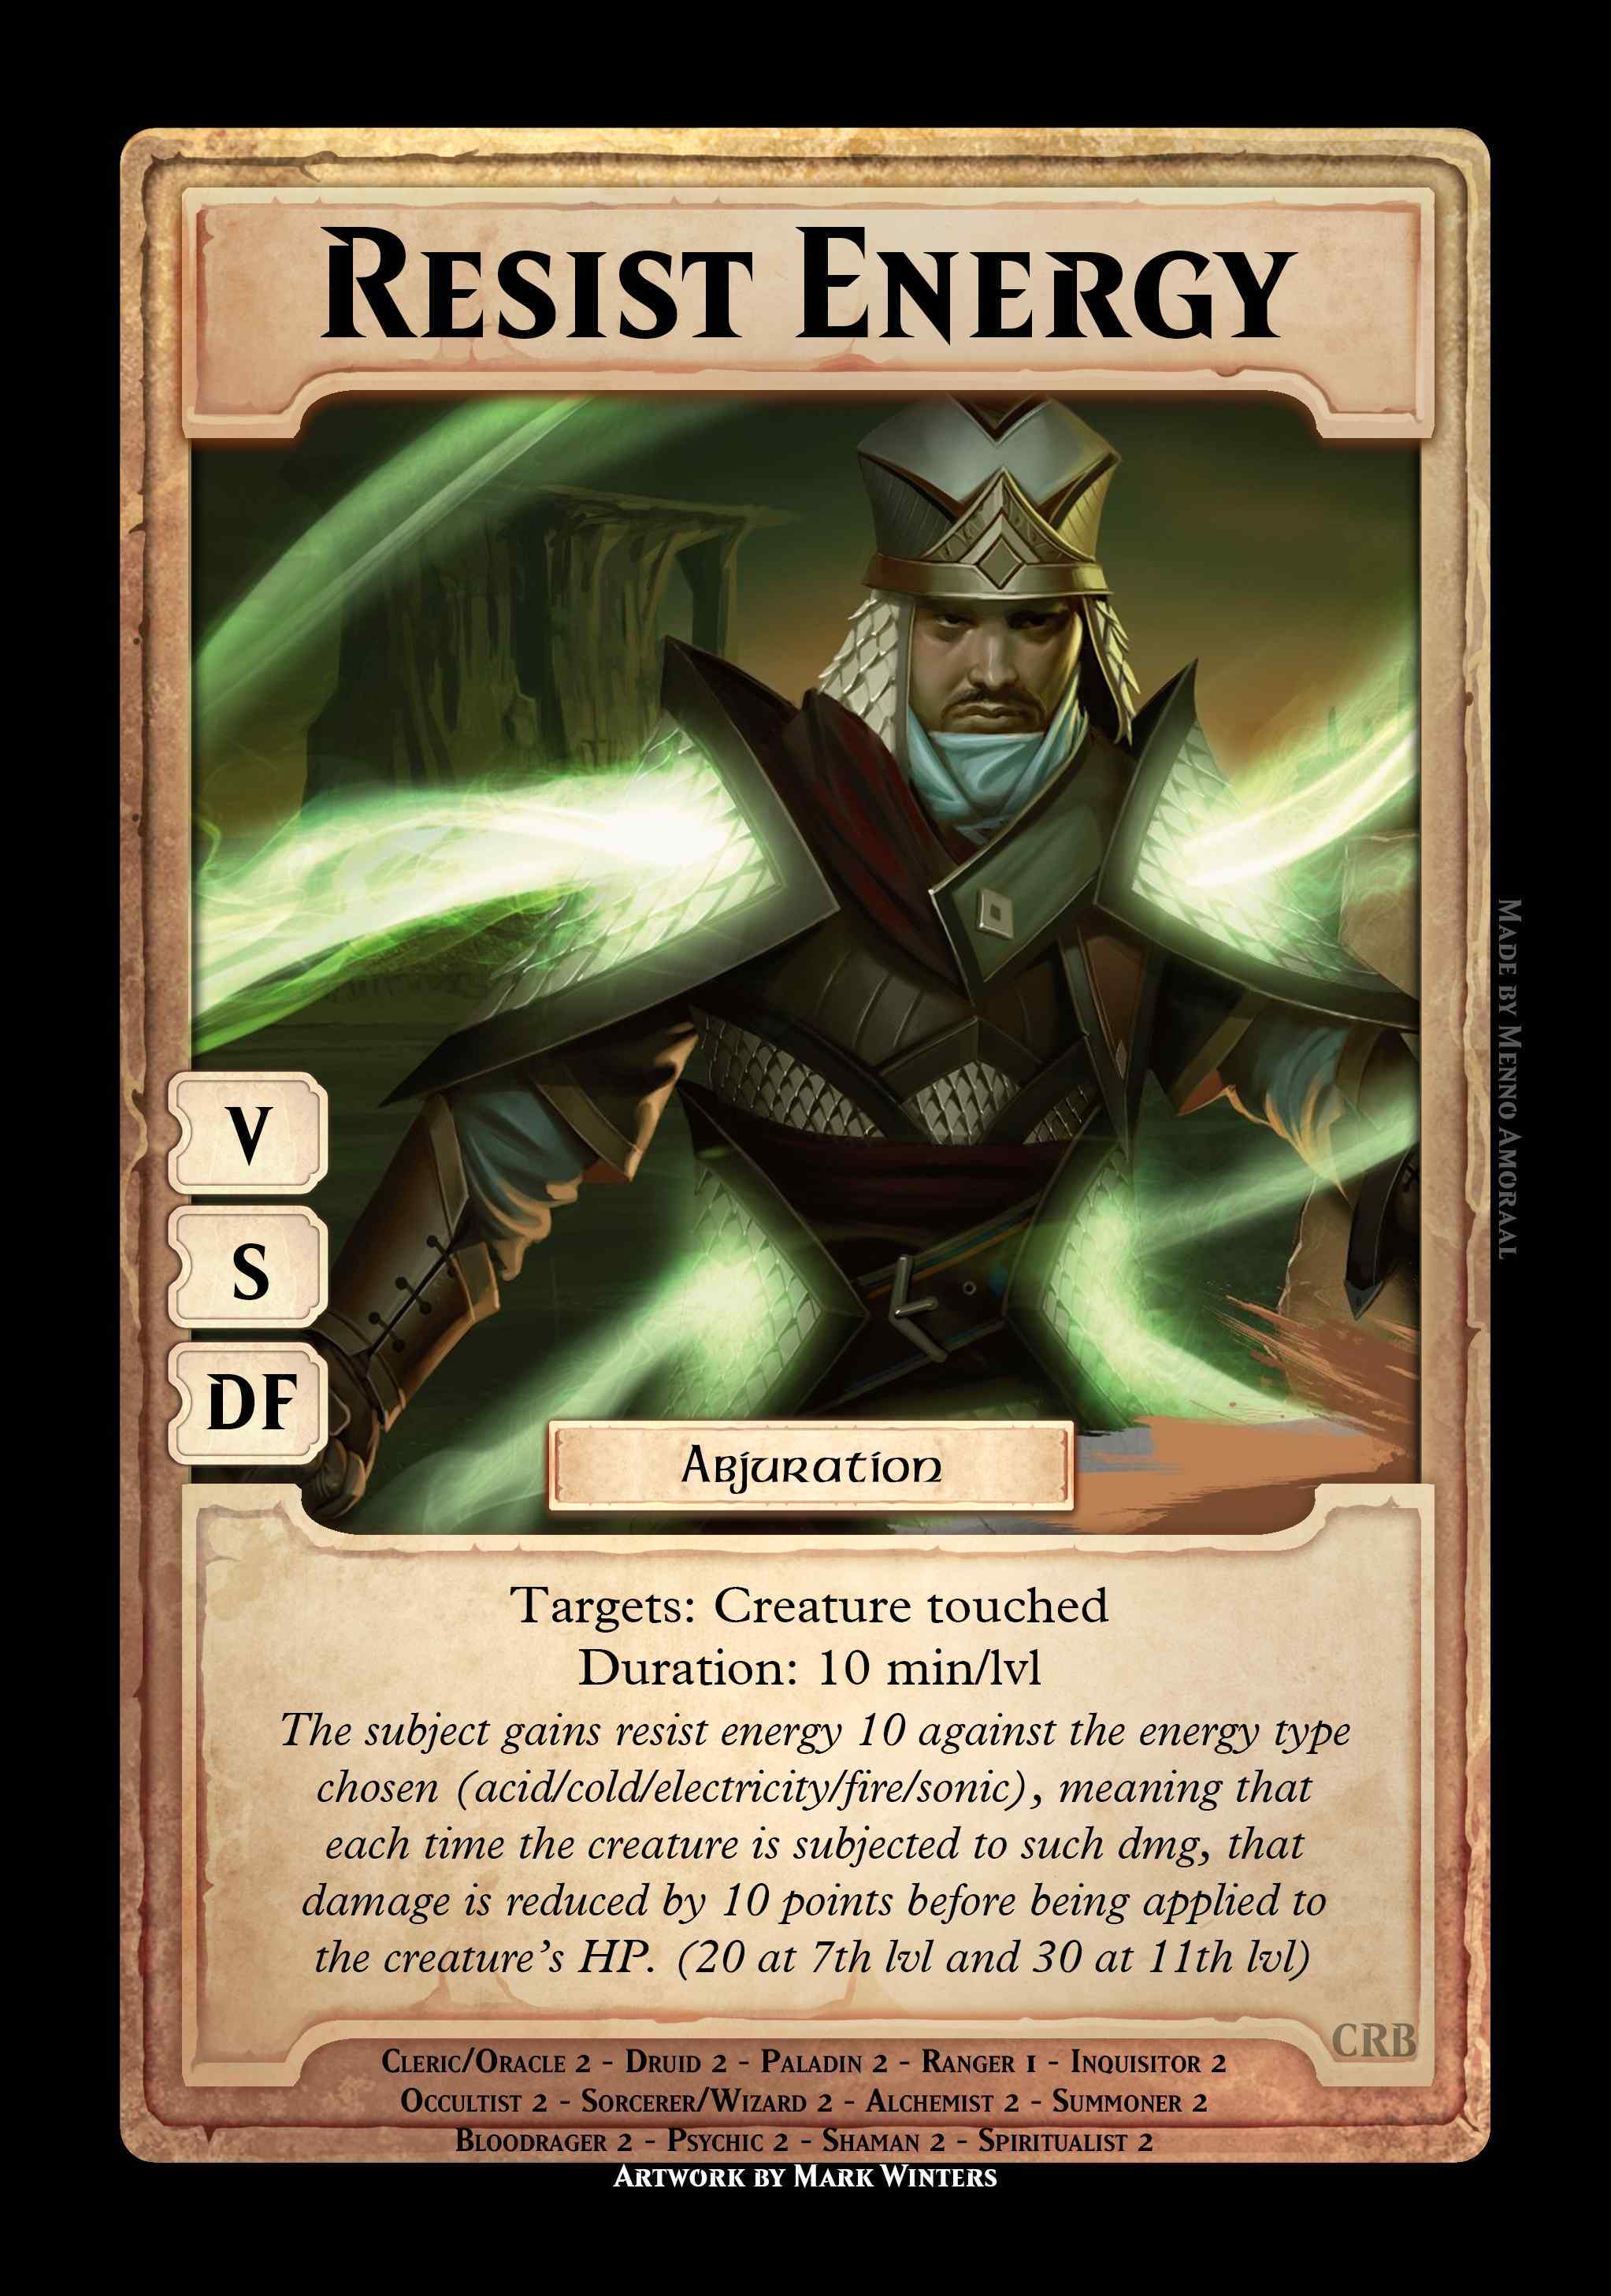 Resist Energy
V
S
DF
Abjuration
Targets: Creature touched
Duration: 10 min/lvl
The subject gains resist energy 10 against the energy type
chosen (acid/cold/electricity/fire/sonic), meaning that
each time the creature is subjected to such dmg, that
damage is reduced by 10 points before being applied to
the creature's HP. (20 at 7th lvl and 30 at 11th lvl)
CRB
Cleric/Oracle 2 - Druid 2 - Paladin 2 - Ranger 1 - Inquisitor 2
Occultist 2 - Sorcerer/Wizard 2 - Alchemist 2 - Summoner 2
Bloodrager 2 - Psychic 2 - Shaman 2 - Spiritualist 2
Artwork by Mark Winters
Made by Menno Amoraal